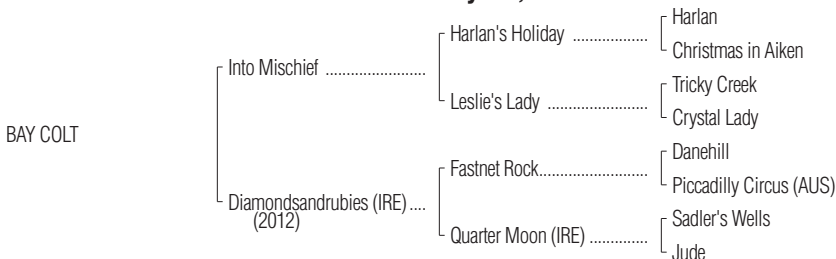 Harlan
Harlan's Holiday ..................
Christmas in Aiken
Into Mischief ........................
Tricky Creek
Leslie's Lady ........................
Crystal Lady
BAY COLT
Danehill
Fastnet Rock..........................
Piccadilly Circus (AUS)
Diamondsandrubies (IRE) ....
(2012)
Sadler's Wells
Quarter Moon (IRE) ..............
Jude